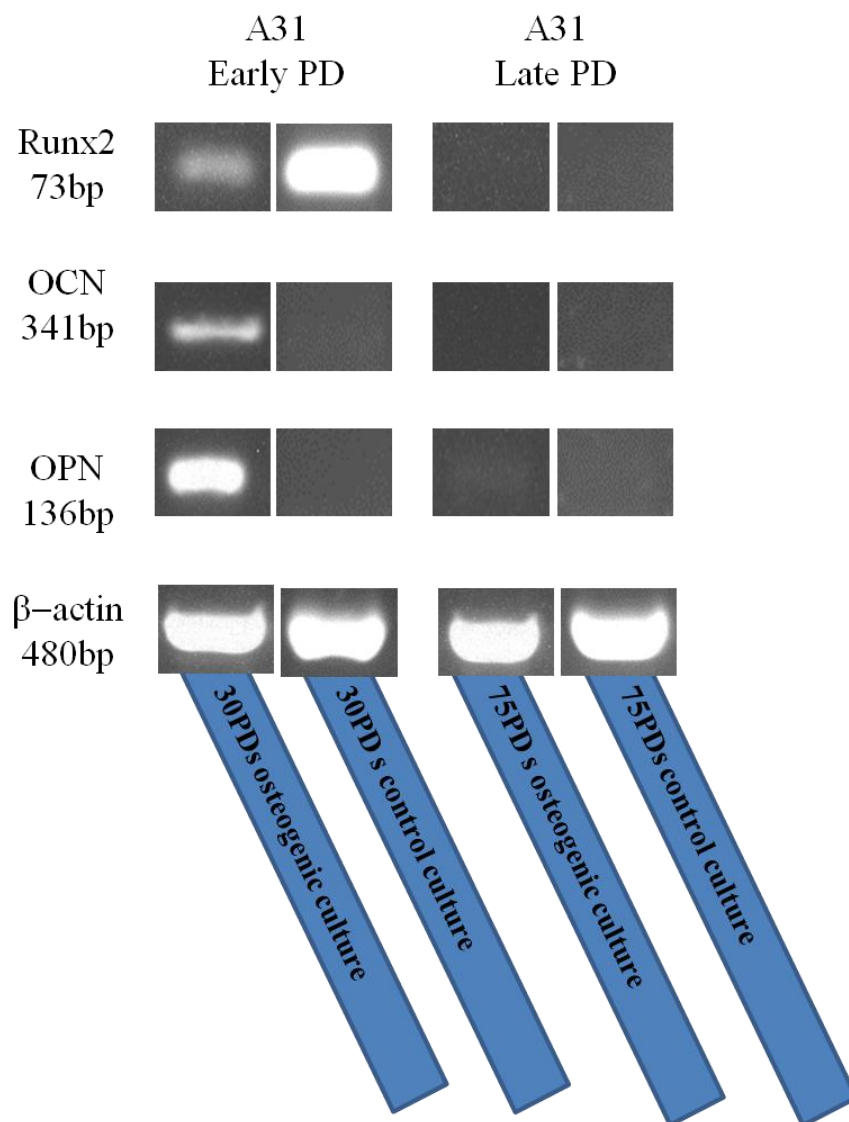 A31
Early PD
A31
Late PD
Runx2
73bp
OCN
341bp
OPN
136bp
β−actin
480bp
30PDs osteogenic culture
30PD s control culture
75PD s osteogenic culture
75PDs control culture